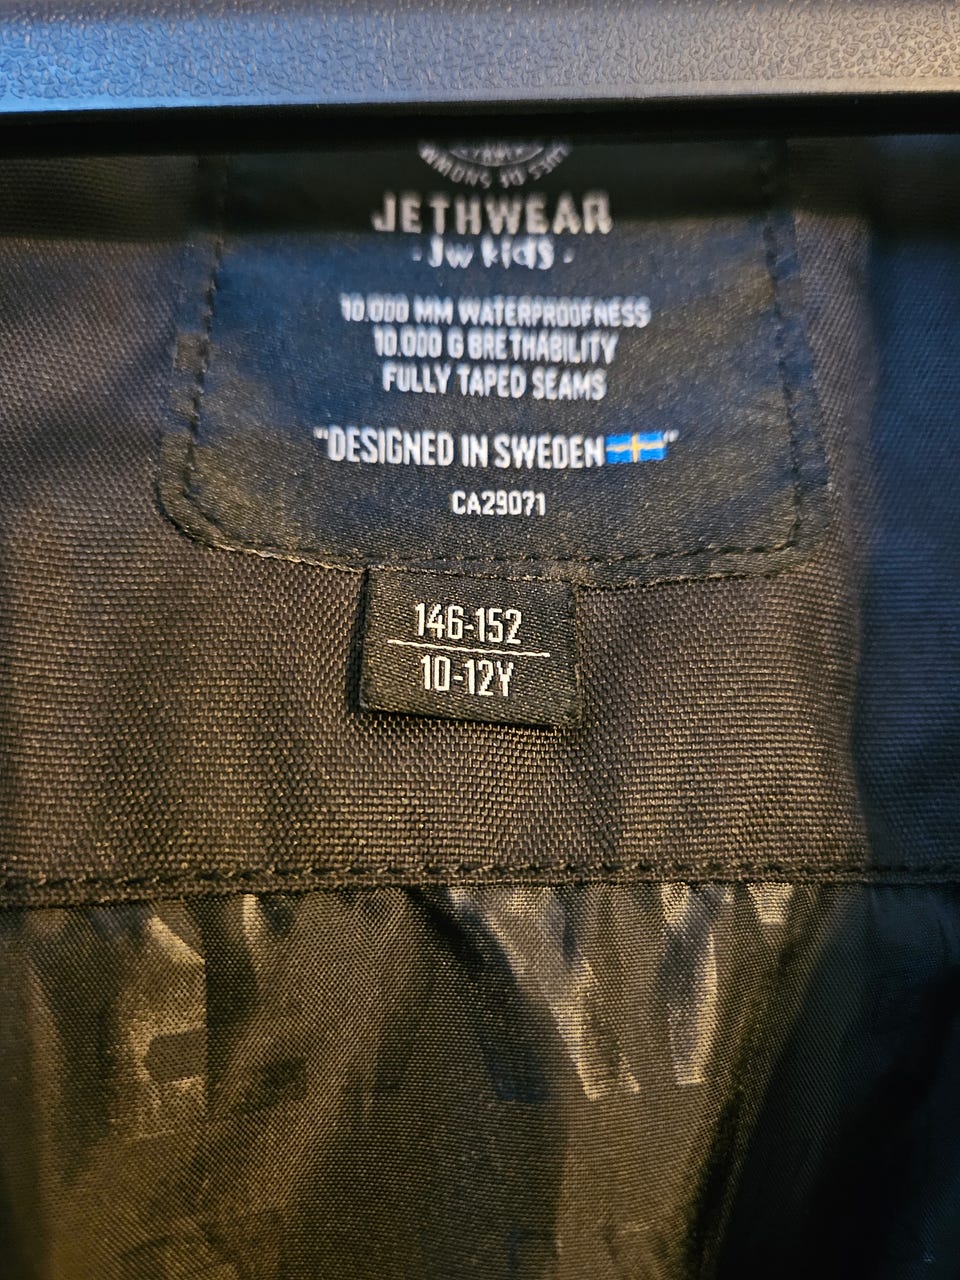 JETHWEAR
- Jw kids -
10.000 MM WATERPROOFNESS
10.000 G BRETHABILITY
FULLY TAPED SEAMS
"DESIGNED IN SWEDEN"
CA29071
146-152
10-12Y